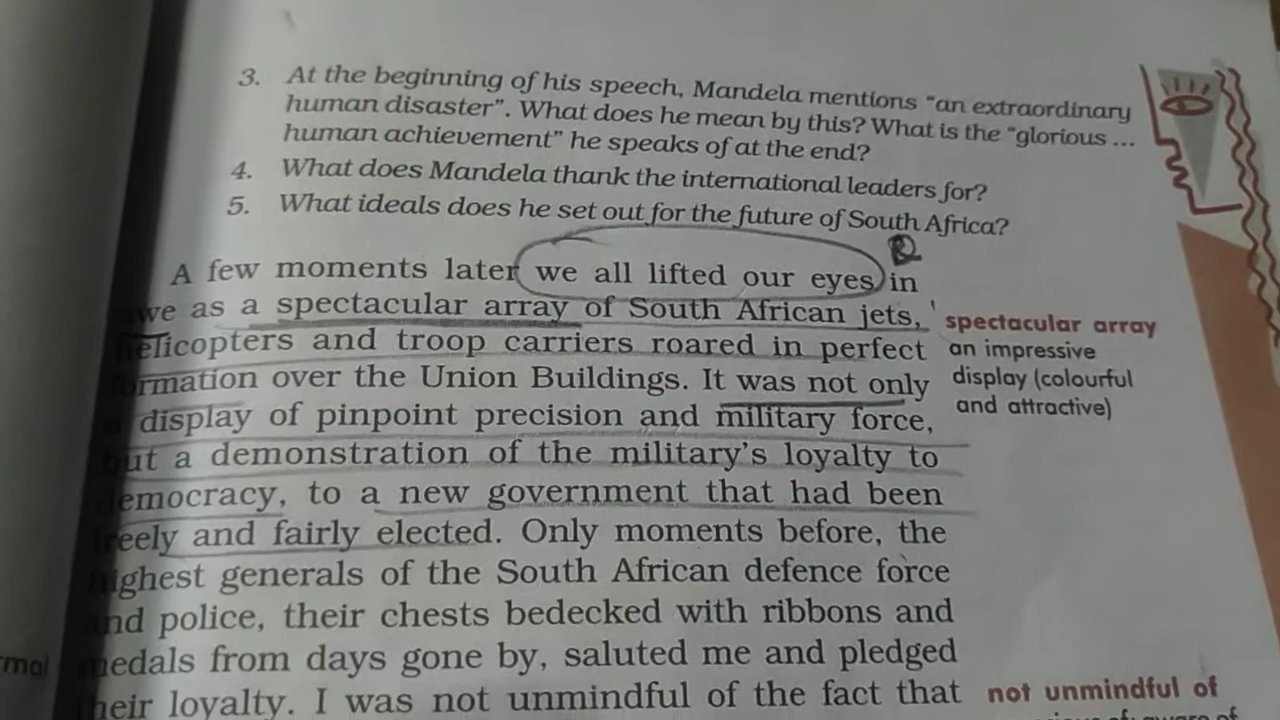 3. At the beginning of his speech, Mandela mentions "an extraordinary
human disaster". What does he mean by this? What is the "glorious ...
human achievement" he speaks of at the end?
4. What does Mandela thank the international leaders for?
5. What ideals does he set out for the future of South Africa?
A few moments later we all lifted our eyes in
awe as a spectacular array of South African jets,
helicopters and troop carriers roared in perfect
formation over the Union Buildings. It was not only
display of pinpoint precision and military force,
but a demonstration of the military's loyalty to
democracy, to a new government that had been
freely and fairly elected. Only moments before, the
highest generals of the South African defence force
and police, their chests bedecked with ribbons and
medals from days gone by, saluted me and pledged
their loyalty. I was not unmindful of the fact that
spectacular array
an impressive
display (colourful
and attractive)
not unmindful of